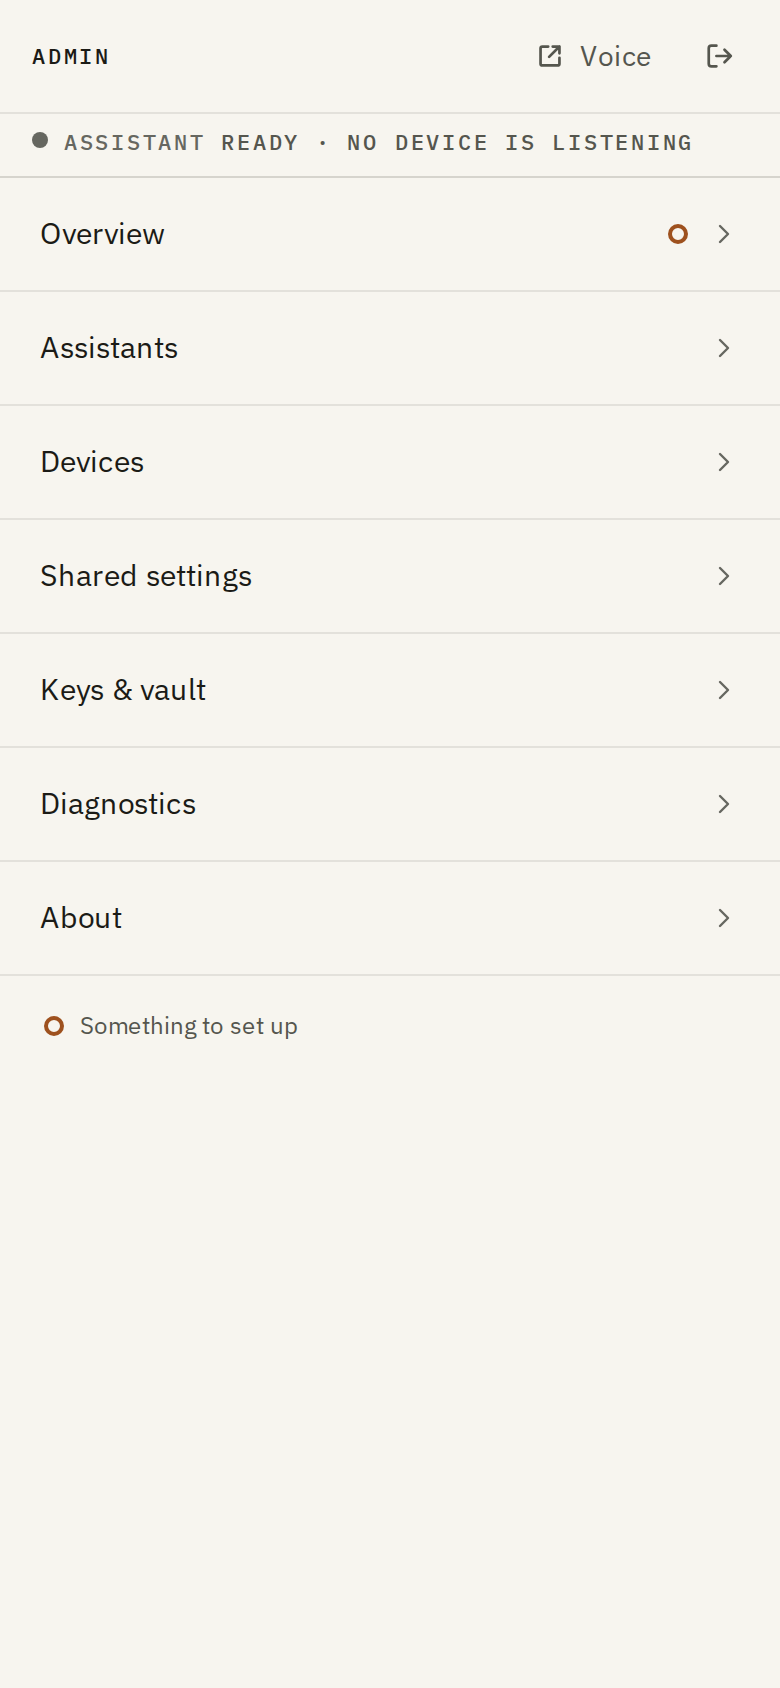 ADMIN
Voice
ASSISTANT READY · NO DEVICE IS LISTENING
Overview
Assistants
Devices
Shared settings
Keys & vault
Diagnostics
About
Something to set up